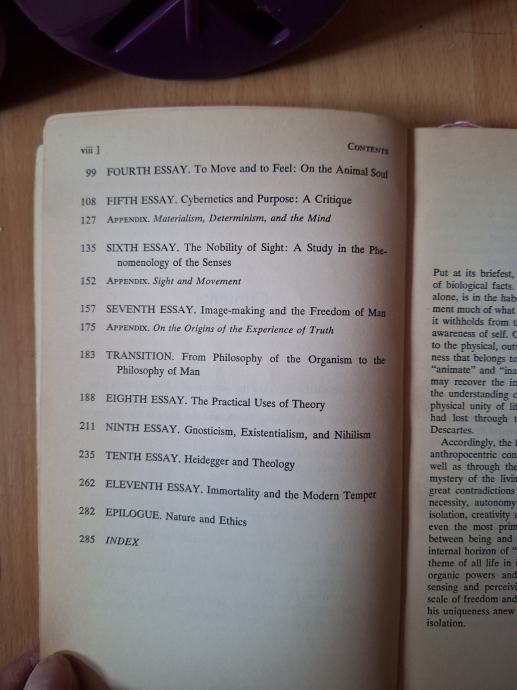 viii ]
CONTENTS
99 FOURTH ESSAY. To Move and to Feel: On the Animal Soul
108 FIFTH ESSAY. Cybernetics and Purpose: A Critique
127 APPENDIX. Materialism, Determinism, and the Mind
135 SIXTH ESSAY. The Nobility of Sight: A Study in the Phe-
nomenology of the Senses
152 APPENDIX. Sight and Movement
157 SEVENTH ESSAY. Image-making and the Freedom of Man
175 APPENDIX. On the Origins of the Experience of Truth
183 TRANSITION. From Philosophy of the Organism to the
Philosophy of Man
188 EIGHTH ESSAY. The Practical Uses of Theory
211 NINTH ESSAY. Gnosticism, Existentialism, and Nihilism
235 TENTH ESSAY. Heidegger and Theology
262 ELEVENTH ESSAY. Immortality and the Modern Temper
282 EPILOGUE. Nature and Ethics
285 INDEX
Put at its briefest,
of biological facts.
alone, is in the hab
ment much of what
it withholds from
awareness of self.
to the physical, out
ness that belongs to
"animate" and "ina
may recover the in
the understanding
physical unity of li
had lost through
Descartes.
Accordingly, the
anthropocentric con
well as through the
mystery of the livin
great contradictions
necessity, autonomy
isolation, creativity
even the most prim
between being and
internal horizon of "
theme of all life in
organic powers and
sensing and perceivi
scale of freedom and
his uniqueness anew
isolation.